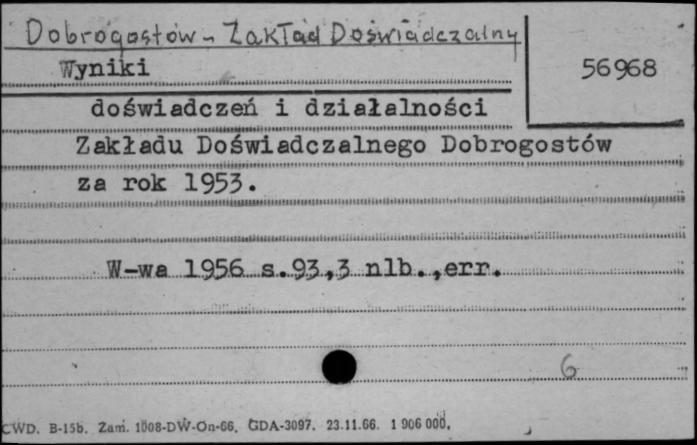 Dobrogostów - Zakład Doświadczalny
Wyniki
56968
doświadczeń i działalności
Zakładu Doświadczalnego Dobrogostów
za rok 1953.
W-wa 1956 s.93,3 nlb.,err.
6
CWD. B-15b. Zam. 1008-DW-On-66. GDA-3097. 23.11.66. 1 906 000.